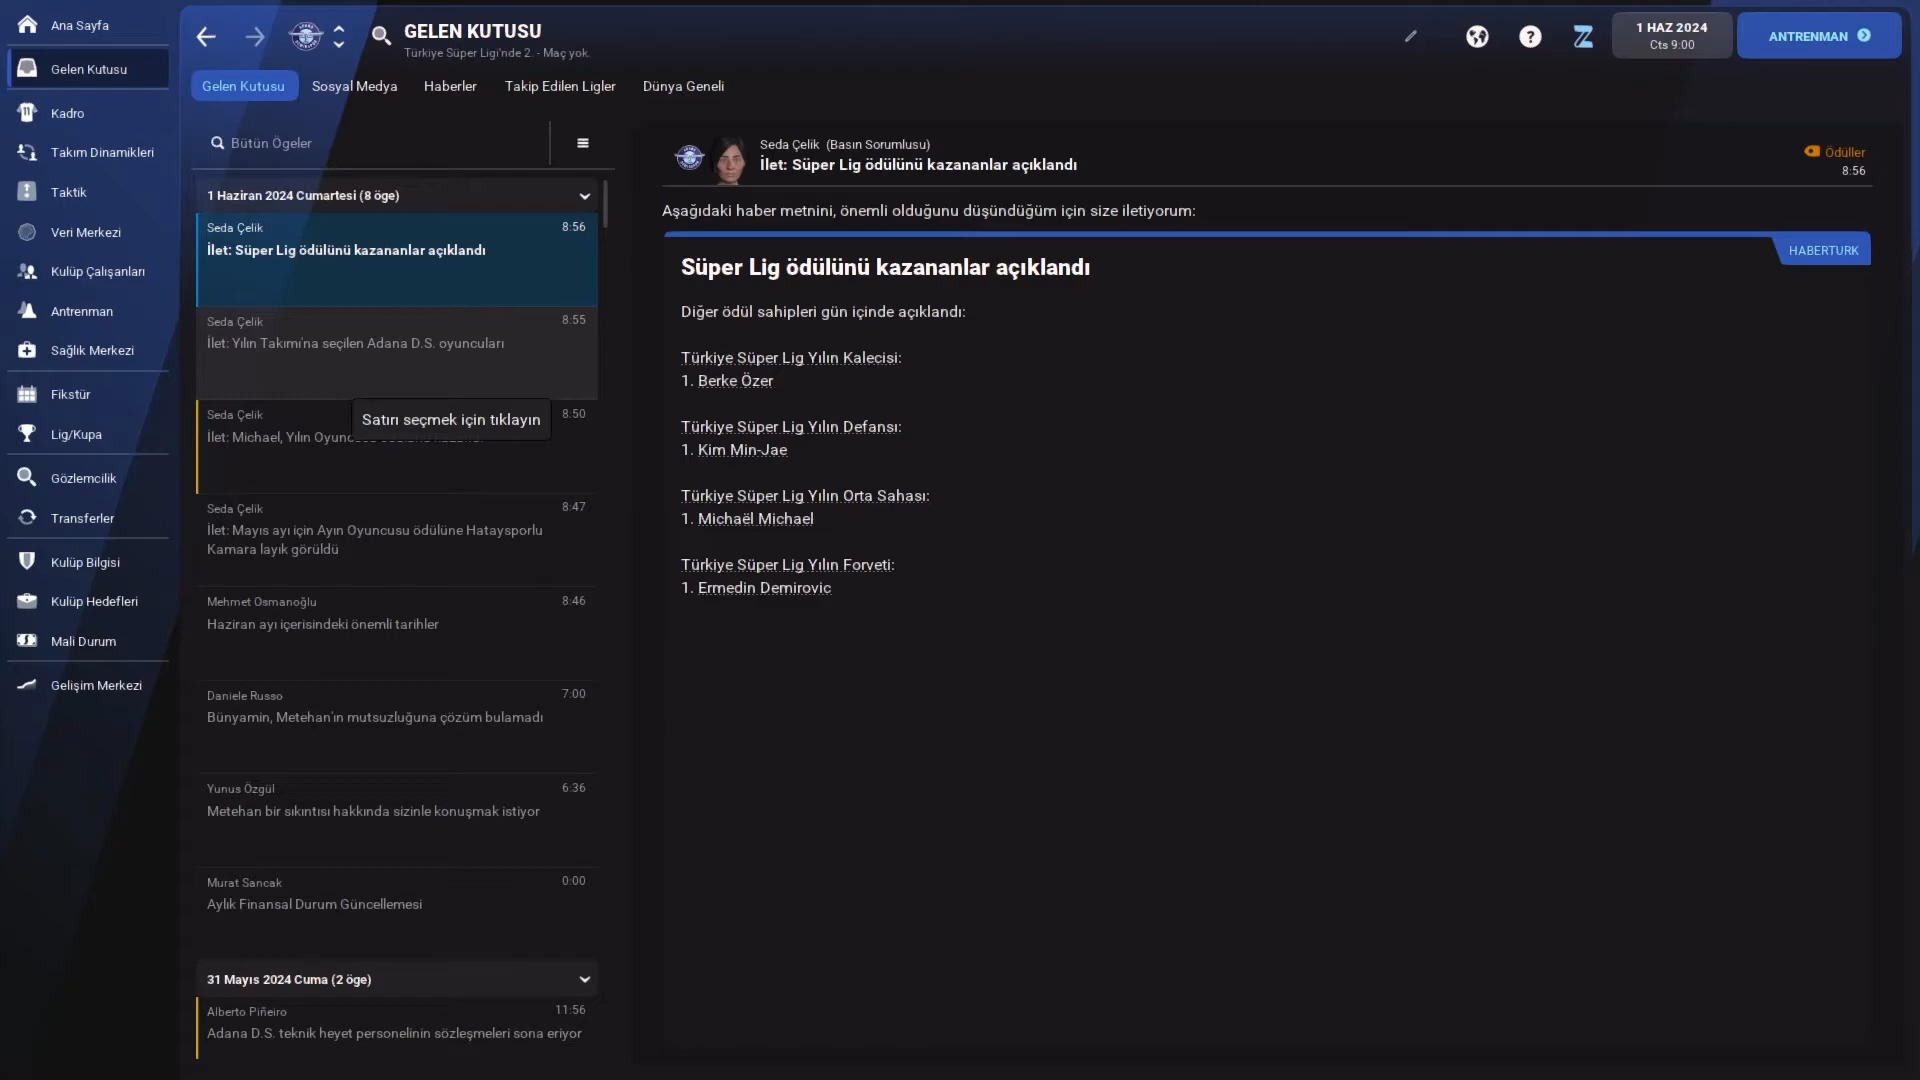 Ana Sayfa
Gelen Kutusu
Kadro
Takım Dinamikleri
Taktik
Veri Merkezi
Kulüp Çalışanları
Antrenman
Sağlık Merkezi
Fikstür
Lig/Kupa
Gözlemcilik
Transferler
Kulüp Bilgisi
Kulüp Hedefleri
Mali Durum
Gelişim Merkezi
GELEN KUTUSU
Türkiye Süper Ligi'nde 2. - Maç yok.
1 HAZ 2024
Cts 9:00
ANTRENMAN
Gelen Kutusu
Sosyal Medya
Haberler
Takip Edilen Ligler
Dünya Geneli
Bütün Ögeler
1 Haziran 2024 Cumartesi (8 öge)
Seda Çelik 8:56
İlet: Süper Lig ödülünü kazananlar açıklandı
Seda Çelik 8:55
İlet: Yılın Takımı'na seçilen Adana D.S. oyuncuları
Seda Çelik 8:50
İlet: Michael, Yılın
Satırı seçmek için tıklayın
Seda Çelik 8:47
İlet: Mayıs ayı için Ayın Oyuncusu ödülüne Hataysporlu
Kamara layık görüldü
Mehmet Osmanoğlu 8:46
Haziran ayı içerisindeki önemli tarihler
Daniele Russo 7:00
Bünyamin, Metehan'ın mutsuzluğuna çözüm bulamadı
Yunus Özgül 6:36
Metehan bir sıkıntısı hakkında sizinle konuşmak istiyor
Murat Sancak 0:00
Aylık Finansal Durum Güncellemesi
31 Mayıs 2024 Cuma (2 öge)
Alberto Piñeiro 11:56
Adana D.S. teknik heyet personelinin sözleşmeleri sona eriyor
Seda Çelik (Basın Sorumlusu)
İlet: Süper Lig ödülünü kazananlar açıklandı
Ödüller
8:56
Aşağıdaki haber metnini, önemli olduğunu düşündüğüm için size iletiyorum:
HABERTURK
Süper Lig ödülünü kazananlar açıklandı
Diğer ödül sahipleri gün içinde açıklandı:
Türkiye Süper Lig Yılın Kalecisi:
1. Berke Özer
Türkiye Süper Lig Yılın Defansı:
1. Kim Min-Jae
Türkiye Süper Lig Yılın Orta Sahası:
1. Michaël Michael
Türkiye Süper Lig Yılın Forveti:
1. Ermedin Demirovic